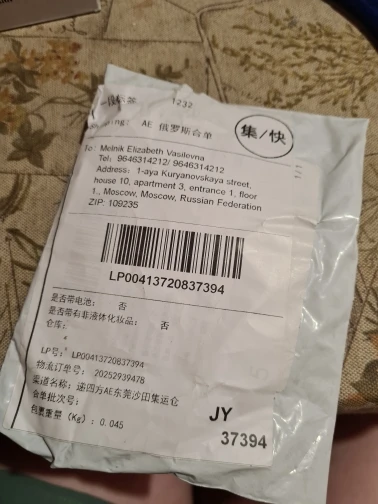 1232
AE 俄罗斯合单
集/快
To: Melnik Elizabeth Vasilevna
Tel: 9646314212/ 9646314212
Address: 1-aya Kuryanovskaya street,
house 10, apartment 3, entrance 1, floor
1., Moscow, Moscow, Russian Federation
ZIP: 109235
LP00413720837394
是否带电池： 否
是否带有非液体化妆品： 否
仓库：
LP号：LP00413720837394
物流订单号：20252939478
渠道名称：递四方AE东莞沙田集运仓
合单批次号：
包裹重量（Kg）：0.045
JY
37394